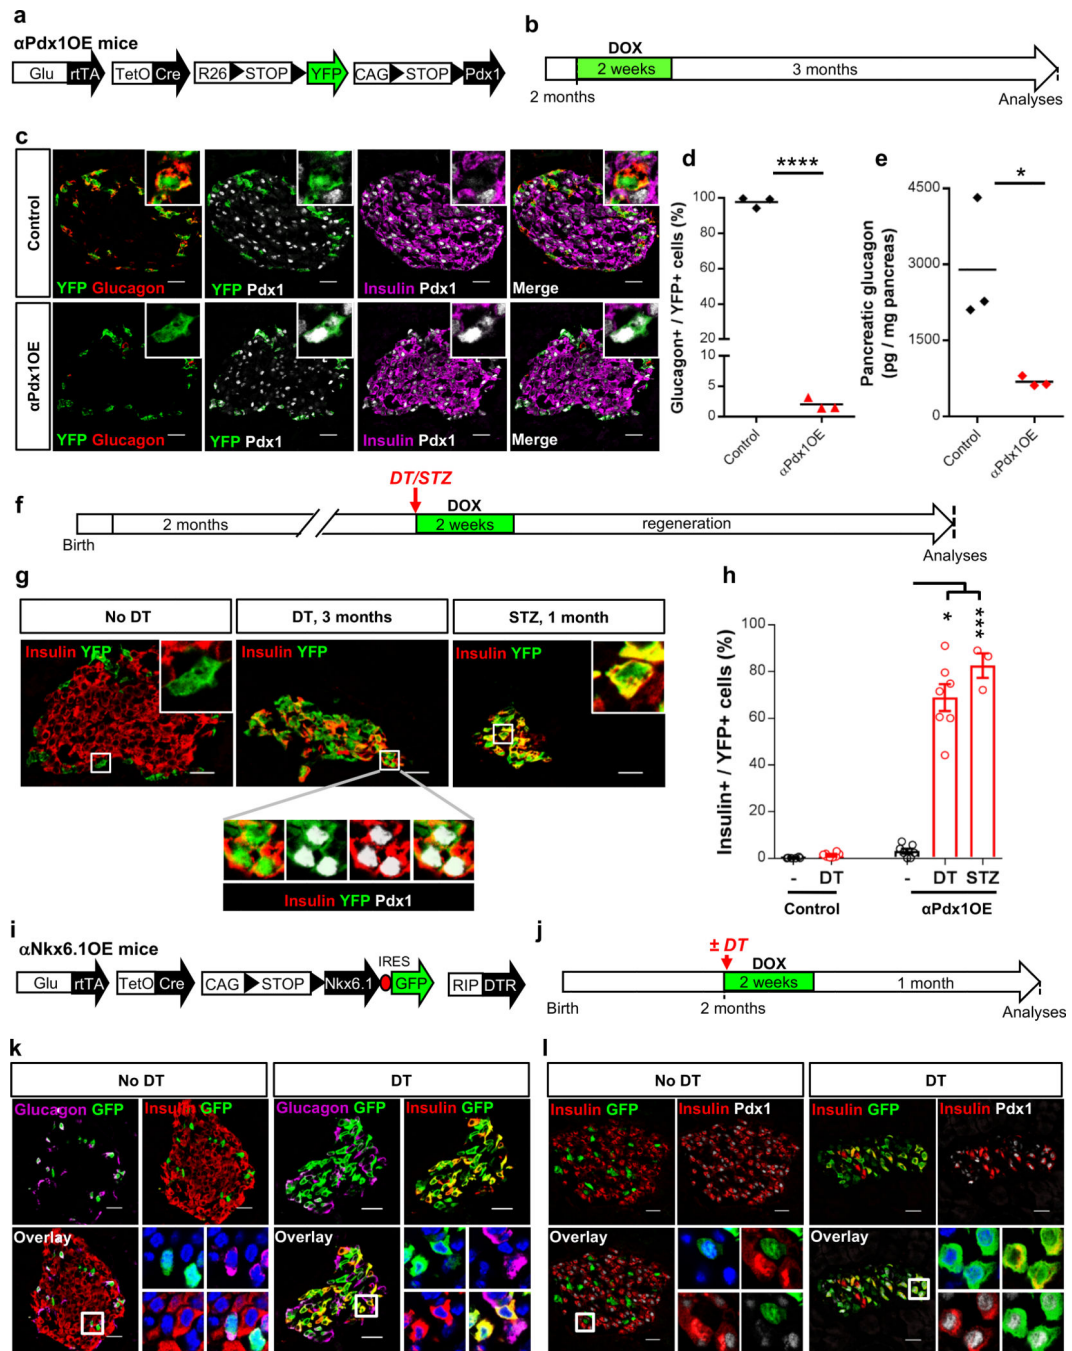 a
αPdx1OE mice
Glu rtTA TetO Cre R26 STOP YFP CAG STOP Pdx1
b
DOX
2 weeks 3 months
2 months
Analyses
c
Control
YFP Glucagon
YFP Pdx1
Insulin Pdx1
Merge
αPdx1OE
YFP Glucagon
YFP Pdx1
Insulin Pdx1
Merge
d
****
Glucagon+ / YFP+ cells (%)
100
80
60
40
20
10
5
0
Control
αPdx1OE
e
*
Pancreatic glucagon
(pg / mg pancreas)
4500
3000
1500
0
Control
αPdx1OE
f
DT/STZ
DOX
2 months 2 weeks regeneration
Birth
Analyses
g
No DT
DT, 3 months
STZ, 1 month
Insulin YFP
Insulin YFP
Insulin YFP
Insulin YFP Pdx1
h
*
***
Insulin+ / YFP+ cells (%)
100
80
60
40
20
0
- DT - DT STZ
Control αPdx1OE
i
αNkx6.1OE mice
IRES
Glu rtTA TetO Cre CAG STOP Nkx6.1 GFP RIP DTR
j
± DT
DOX
2 weeks 1 month
Birth
2 months
Analyses
k
No DT
DT
Glucagon GFP
Insulin GFP
Glucagon GFP
Insulin GFP
Overlay
Overlay
l
No DT
DT
Insulin GFP
Insulin Pdx1
Insulin GFP
Insulin Pdx1
Overlay
Overlay